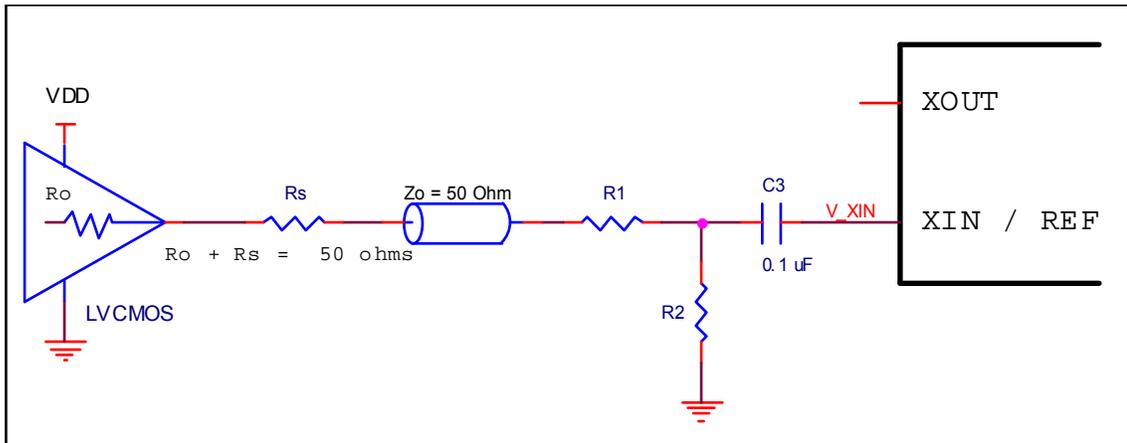 VDD
XOUT
Ro
Rs
Zo = 50 Ohm
R1
C3
V_XIN
XIN / REF
Ro + Rs = 50 ohms
0.1 uF
LVCMOS
R2